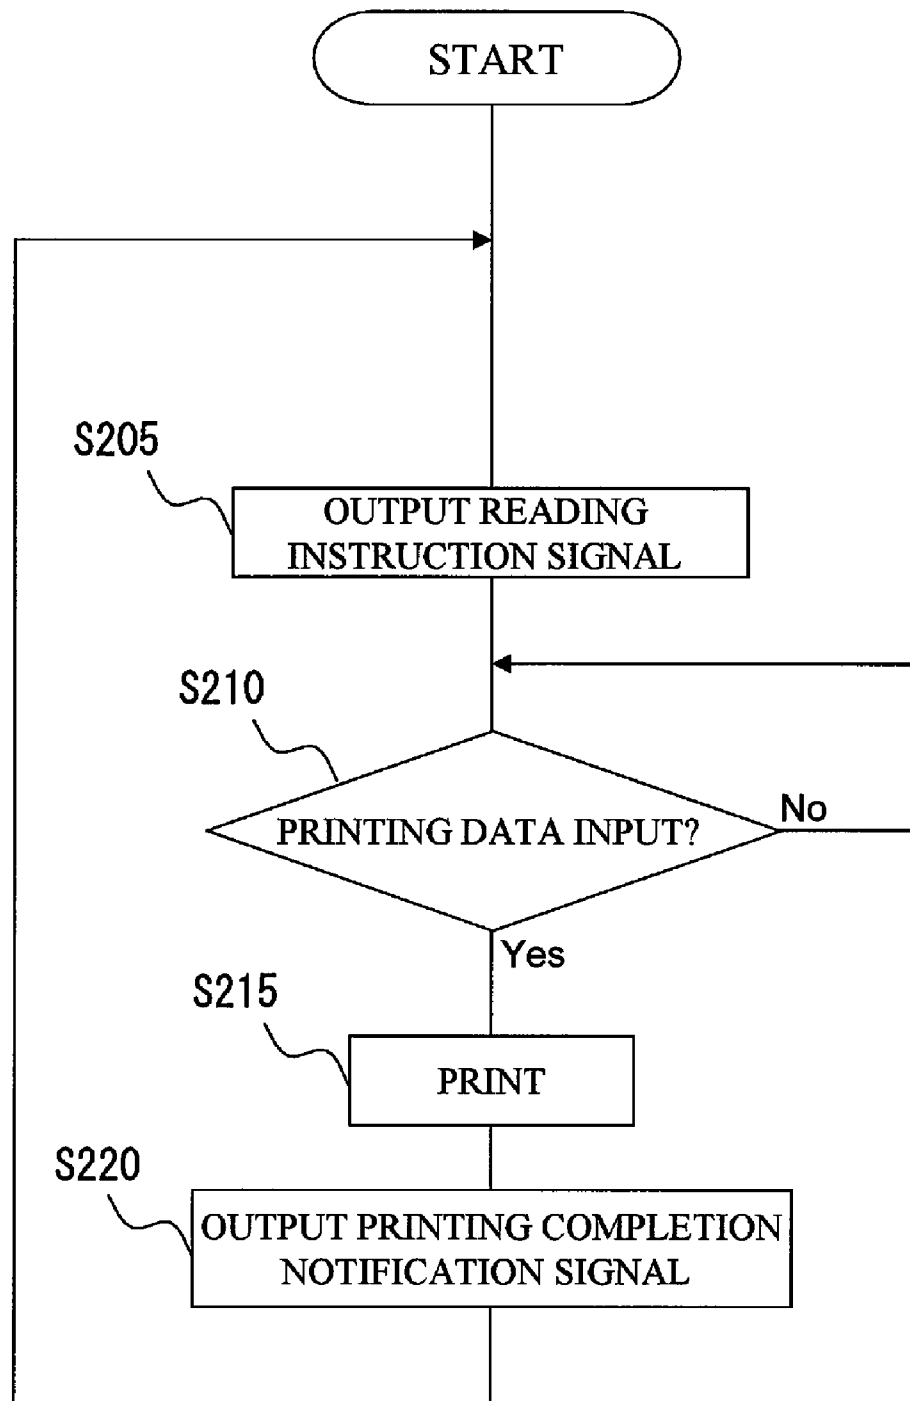 START
S205
OUTPUT READING
INSTRUCTION SIGNAL
S210
PRINTING DATA INPUT?
No
Yes
S215
PRINT
S220
OUTPUT PRINTING COMPLETION
NOTIFICATION SIGNAL